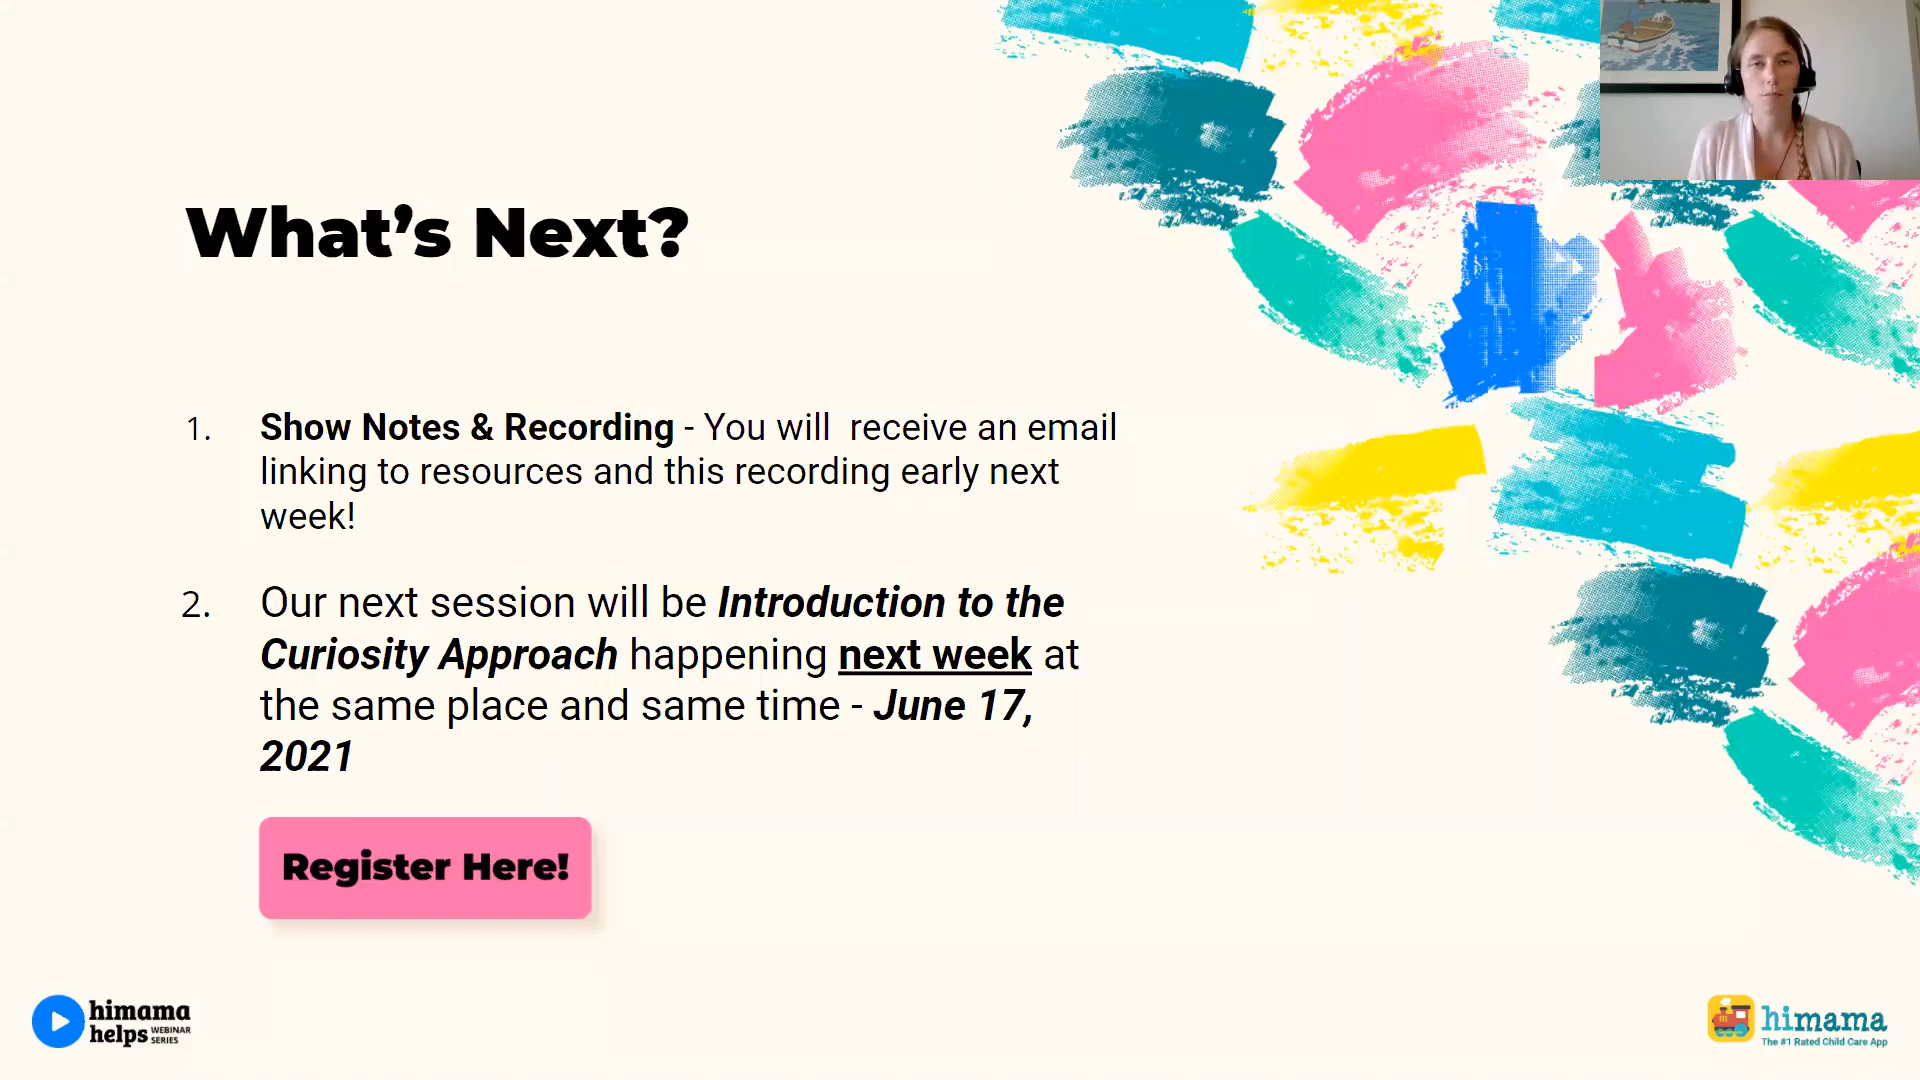 What's Next?
1. Show Notes & Recording - You will  receive an email
linking to resources and this recording early next
week!
2. Our next session will be Introduction to the
Curiosity Approach happening next week at
the same place and same time - June 17,
2021
Register Here!
himama
helps WEBINAR
SERIES
himama
The #1 Rated Child Care App